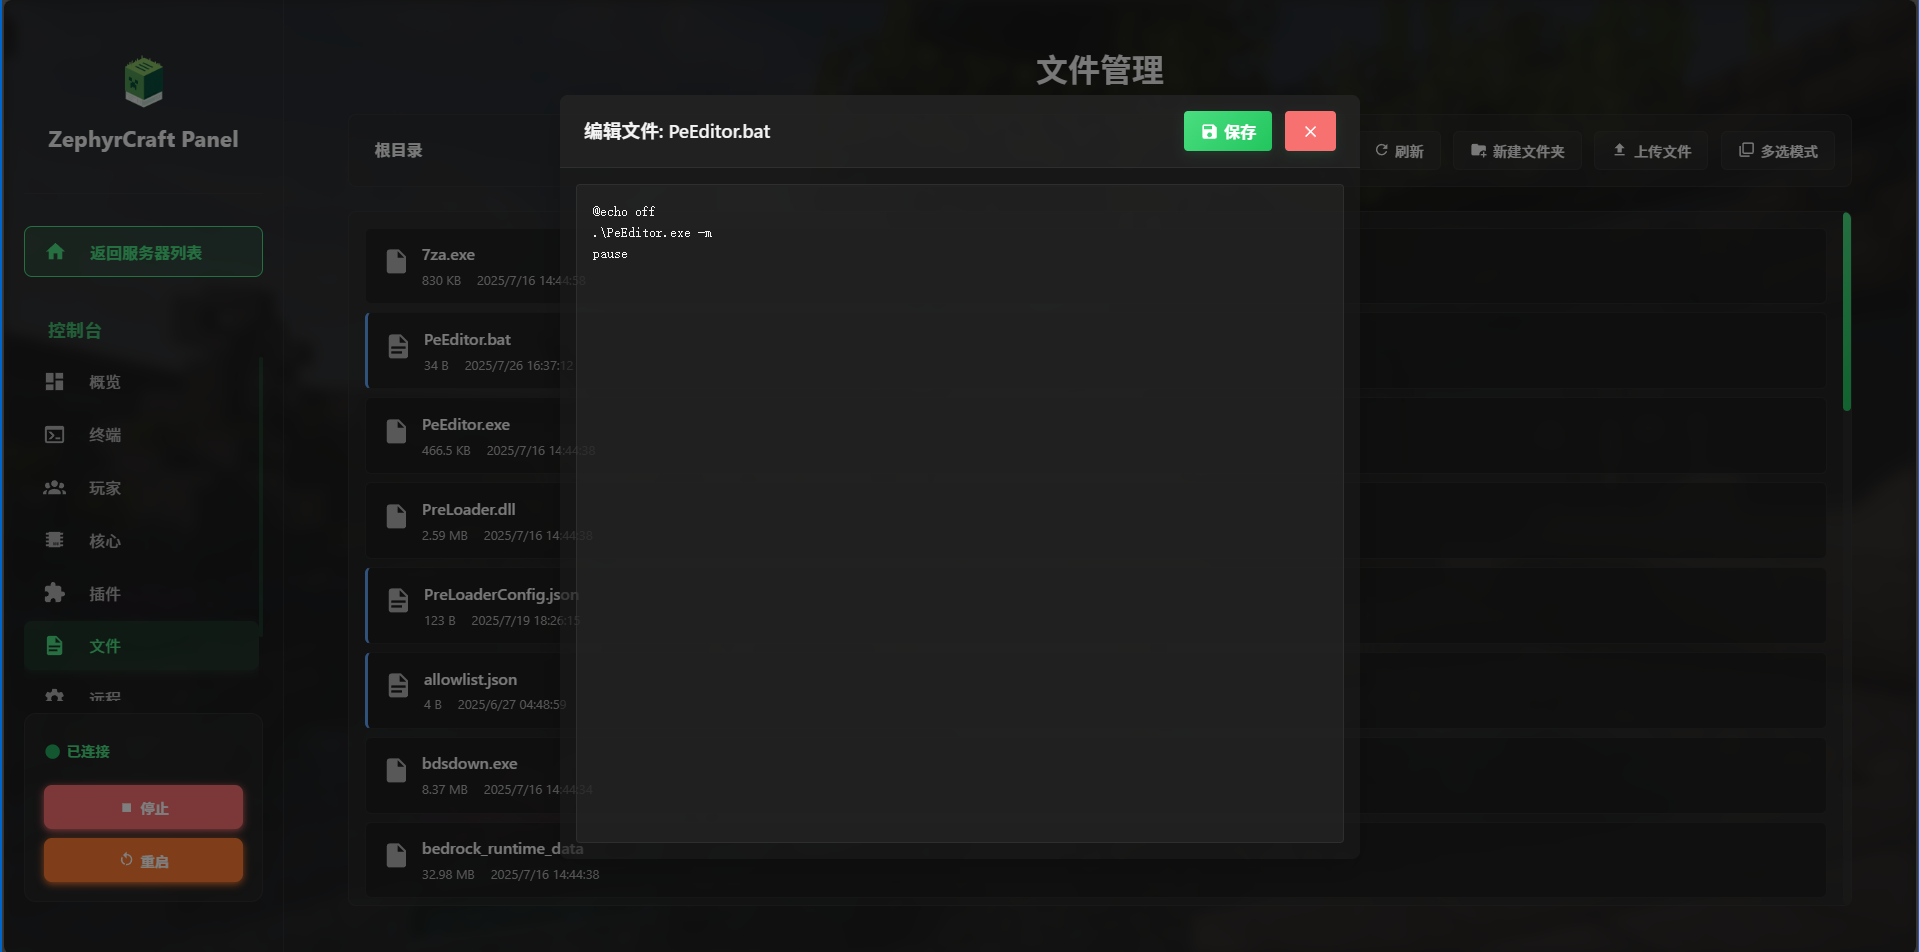 ZephyrCraft Panel
返回服务器列表
控制台
概览
终端
玩家
核心
插件
文件
远程
已连接
停止
重启
文件管理
根目录
刷新
新建文件夹
上传文件
多选模式
7za.exe
830 KB 2025/7/16 14:44:38
PeEditor.bat
34 B 2025/7/26 16:37:12
PeEditor.exe
466.5 KB 2025/7/16 14:44:38
PreLoader.dll
2.59 MB 2025/7/16 14:44:38
PreLoaderConfig.json
123 B 2025/7/19 18:26:15
allowlist.json
4 B 2025/6/27 04:48:59
bdsdown.exe
8.37 MB 2025/7/16 14:44:34
bedrock_runtime_data
32.98 MB 2025/7/16 14:44:38
编辑文件: PeEditor.bat
保存
@echo off
.\PeEditor.exe -m
pause